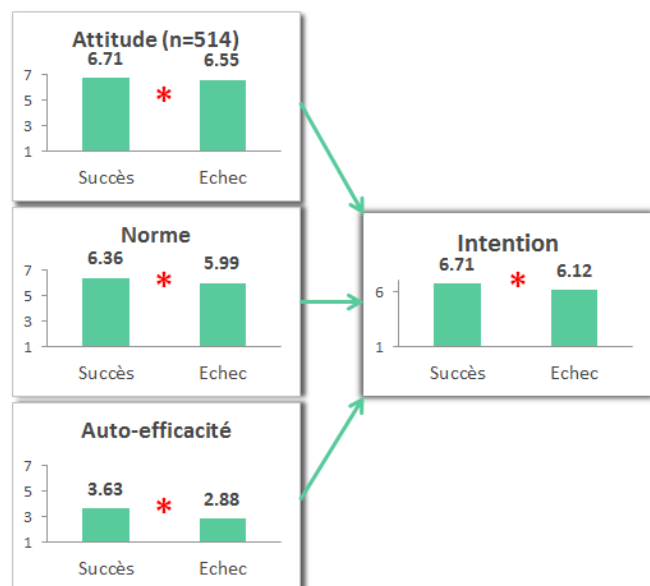 Attitude (n=514)
6.71 6.55
7
5
3
1
*
Succès Echec
Norme
6.36 5.99
7
5
3
1
*
Succès Echec
Auto-efficacité
7
5
3
1
3.63 2.88
*
Succès Echec
Intention
6.71 6.12
6
1
*
Succès Echec